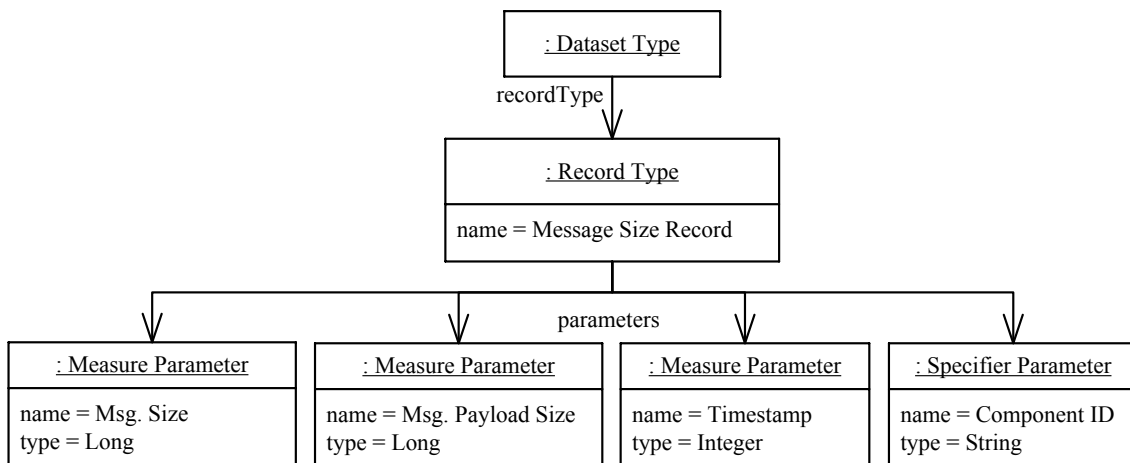 : Dataset Type
recordType
: Record Type
name = Message Size Record
parameters
: Measure Parameter
name = Msg. Size
type = Long
: Measure Parameter
name = Msg. Payload Size
type = Long
: Measure Parameter
name = Timestamp
type = Integer
: Specifier Parameter
name = Component ID
type = String